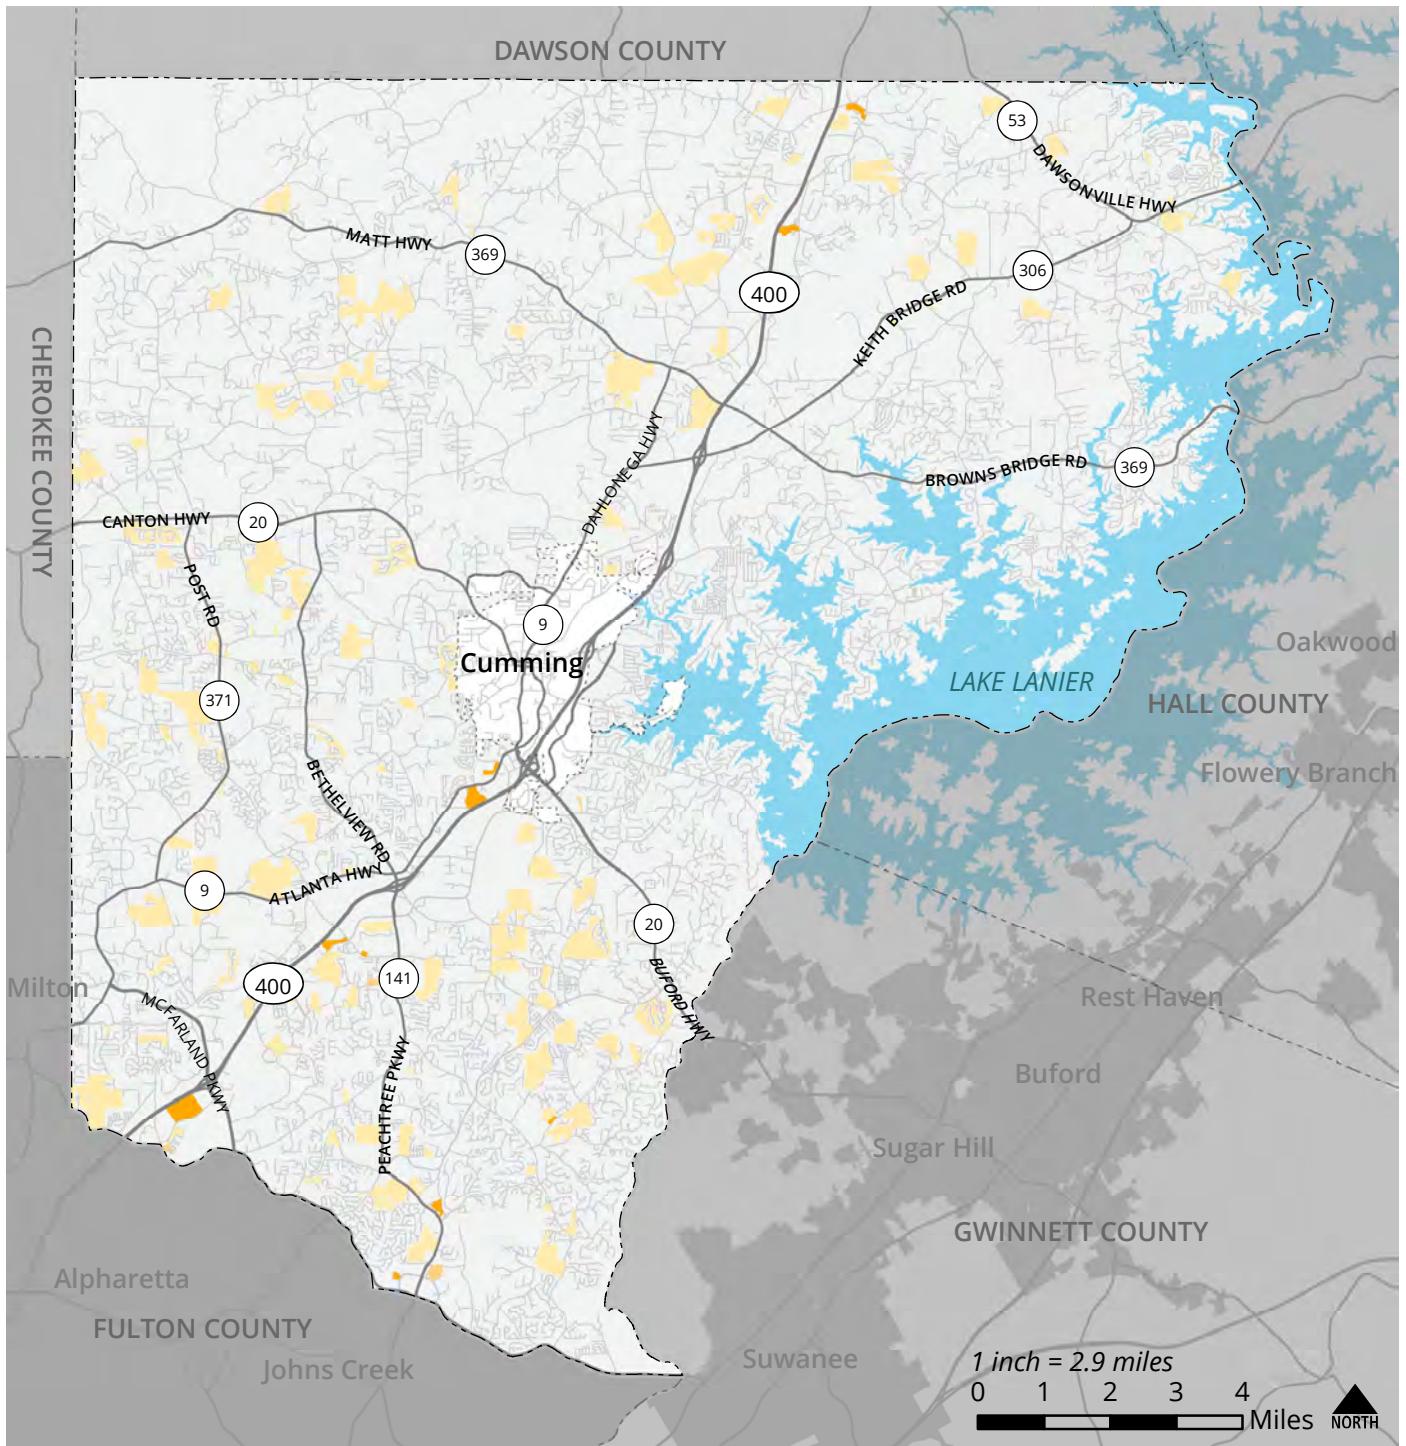 DAWSON COUNTY
53
DAWSONVILLE HWY
MATT HWY
369
306
400
KEITH BRIDGE RD
CHEROKEE COUNTY
DAHLONEGA HWY
BROWNS BRIDGE RD
369
CANTON HWY
20
POST RD
9
Cumming
Oakwood
LAKE LANIER
HALL COUNTY
371
Flowery Branch
BETHELVIEW RD
9
ATLANTA HWY
20
BUFORD HWY
141
400
Milton
MCFARLAND PKWY
Rest Haven
PEACHTREE PKWY
Buford
Sugar Hill
GWINNETT COUNTY
Alpharetta
FULTON COUNTY
Johns Creek
Suwanee
1 inch = 2.9 miles
0 1 2 3 4
Miles
NORTH